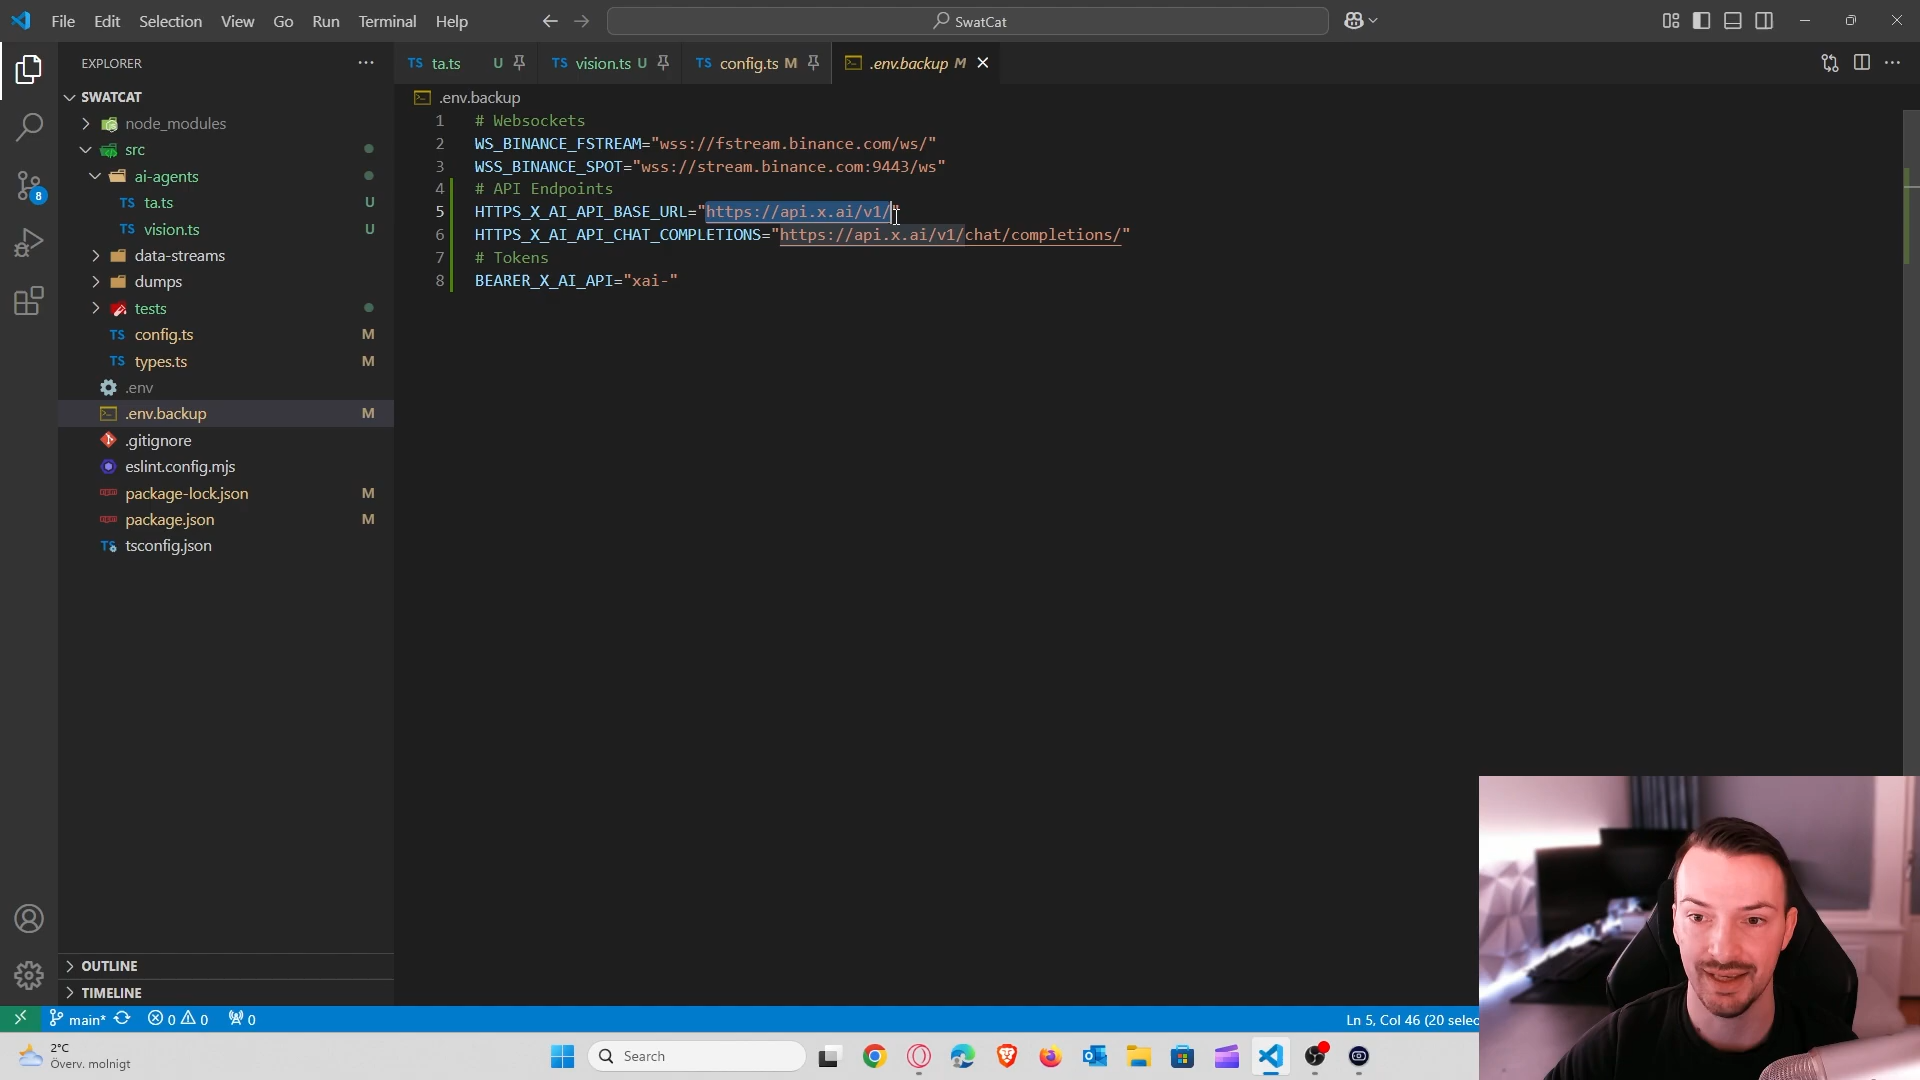 File Edit Selection View Go Run Terminal Help
SwatCat
EXPLORER
TS ta.ts U
TS vision.ts U
TS config.ts M
.env.backup M
SWATCAT
node_modules
src
ai-agents
TS ta.ts U
TS vision.ts U
data-streams
dumps
tests
TS config.ts M
TS types.ts M
.env
.env.backup M
.gitignore
eslint.config.mjs
package-lock.json M
package.json M
TS tsconfig.json
OUTLINE
TIMELINE
.env.backup
1 # Websockets
2 WS_BINANCE_FSTREAM="wss://fstream.binance.com/ws/"
3 WSS_BINANCE_SPOT="wss://stream.binance.com:9443/ws"
4 # API Endpoints
5 HTTPS_X_AI_API_BASE_URL="https://api.x.ai/v1/"
6 HTTPS_X_AI_API_CHAT_COMPLETIONS="https://api.x.ai/v1/chat/completions/"
7 # Tokens
8 BEARER_X_AI_API="xai-"
8
main* 0 0 0
Ln 5, Col 46 (20 selec
2°C
Överv. molnigt
Search